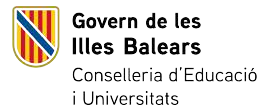 Govern de les
Illes Balears
Conselleria d'Educació
i Universitats